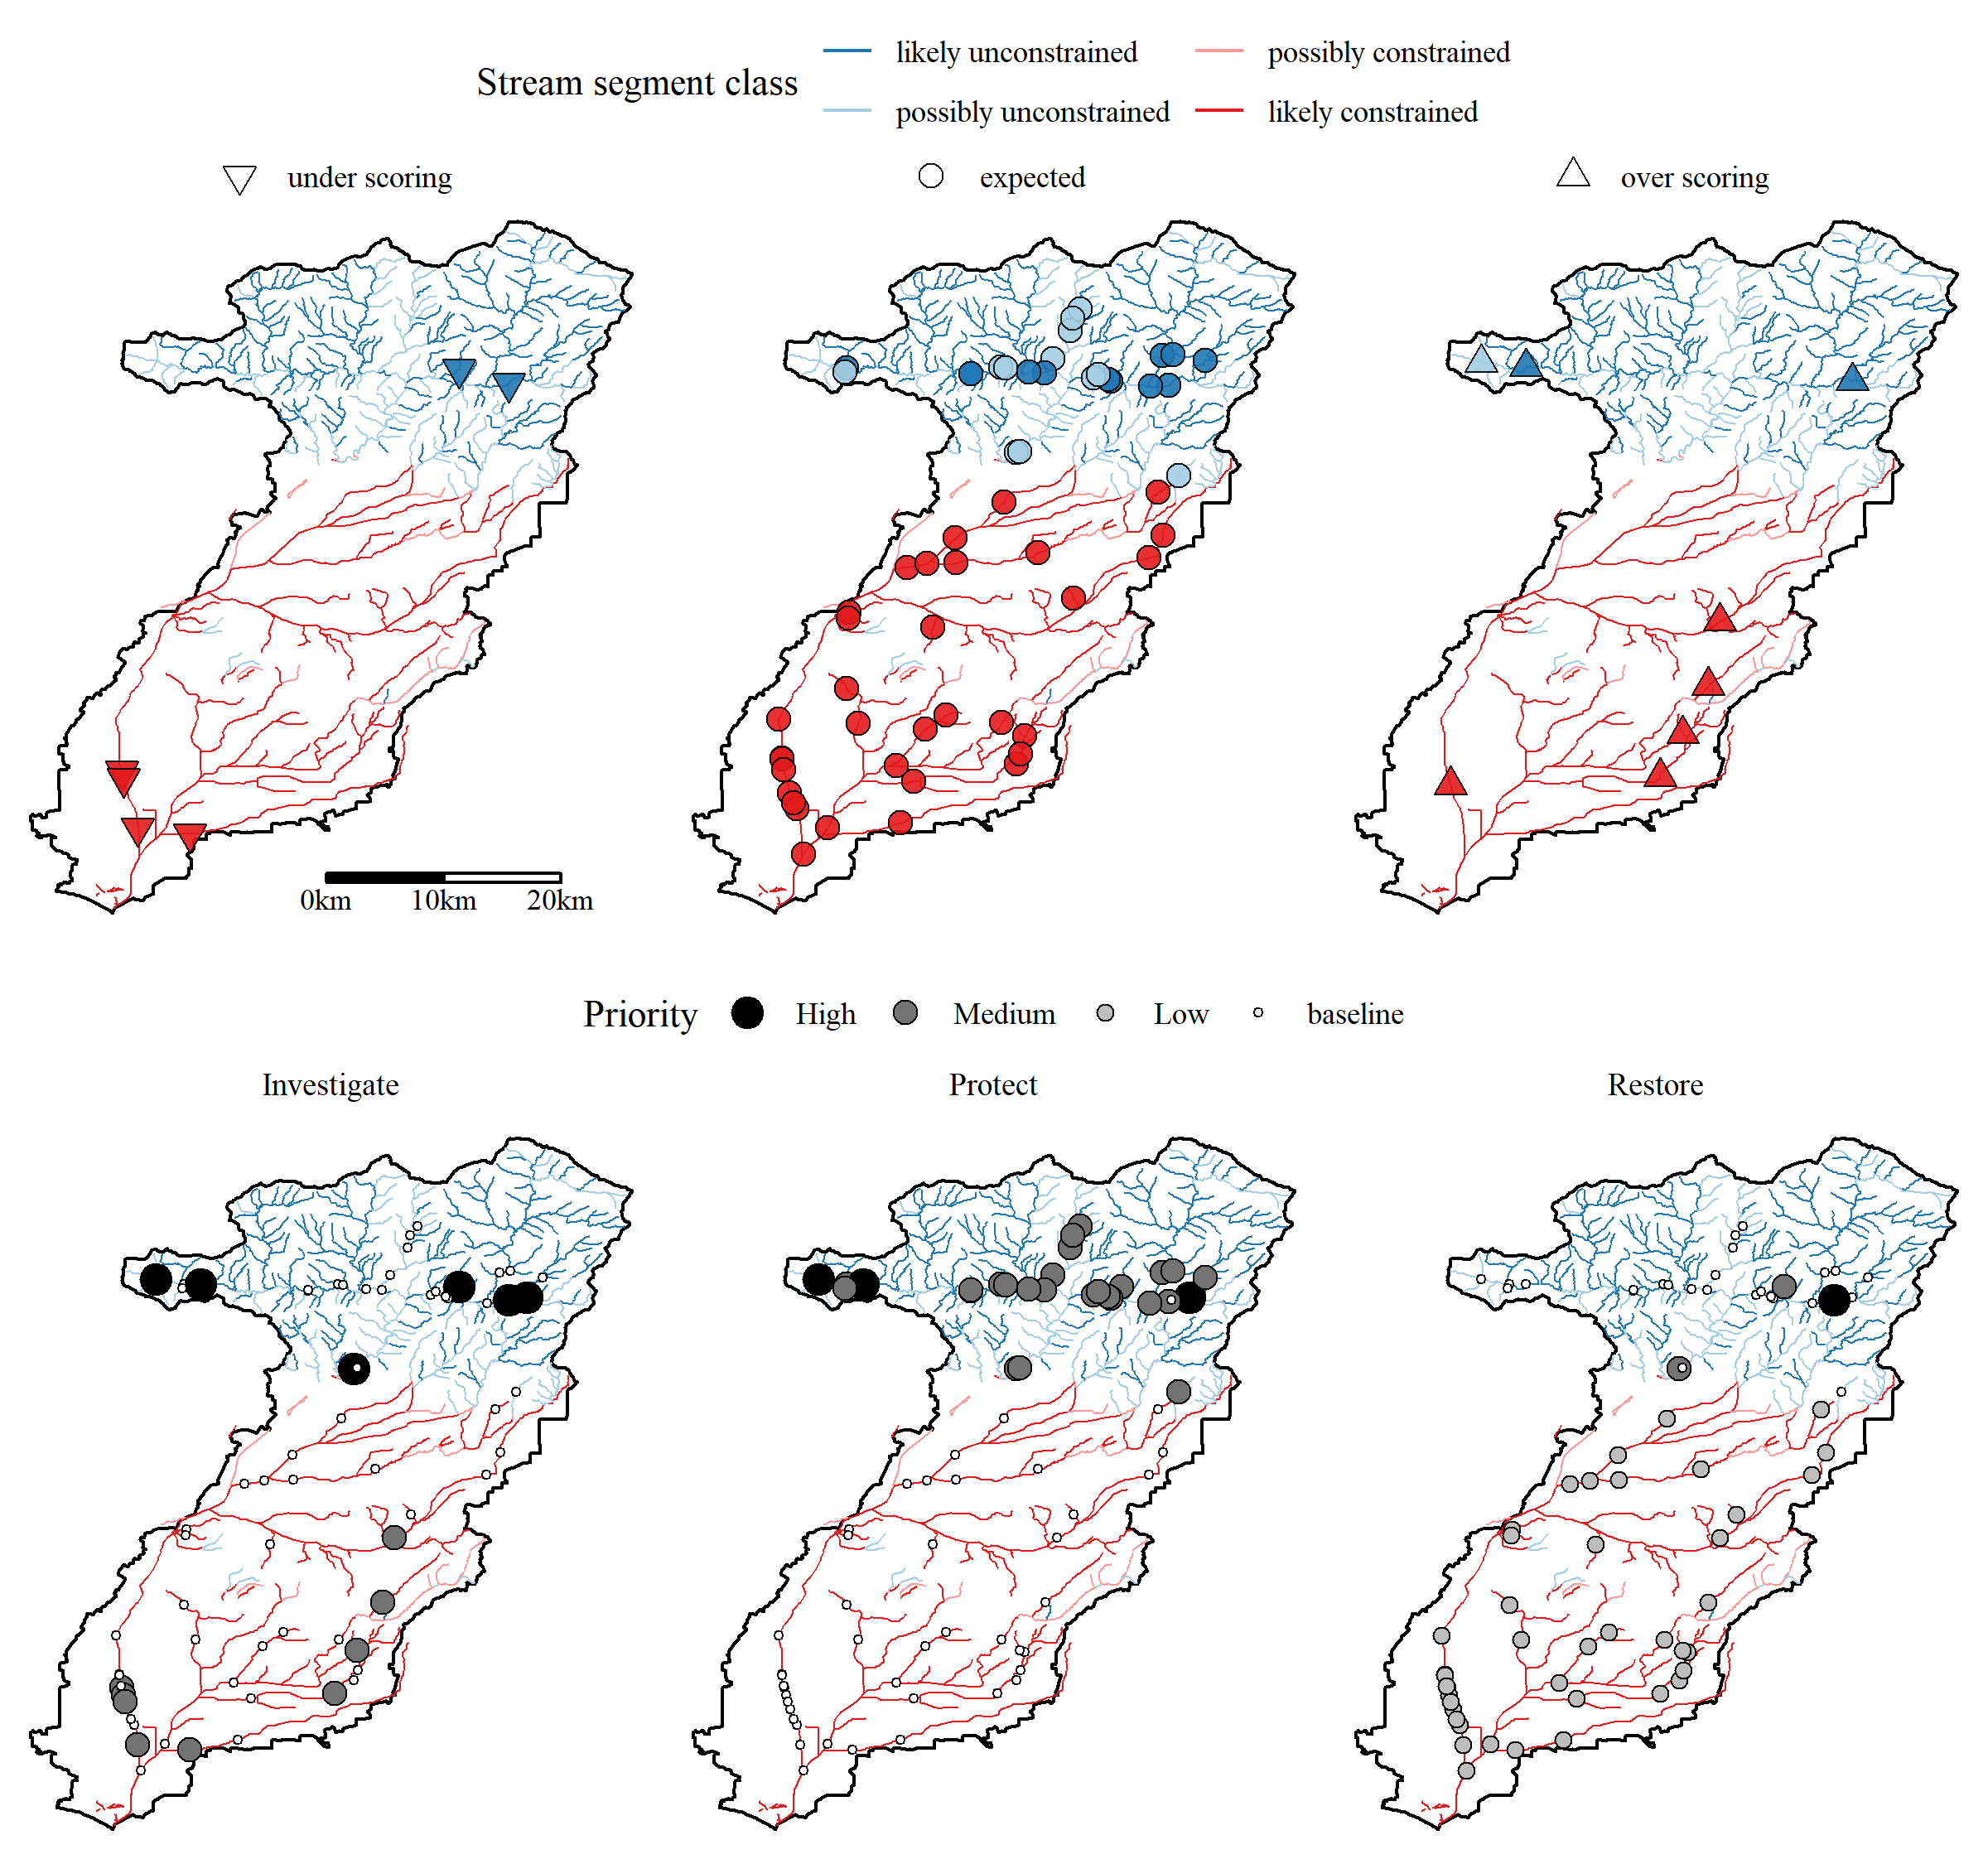 likely unconstrained possibly constrained
Stream segment class
possibly unconstrained likely constrained
under scoring expected over scoring
0km 10km 20km
Priority High Medium Low baseline
Investigate Protect Restore